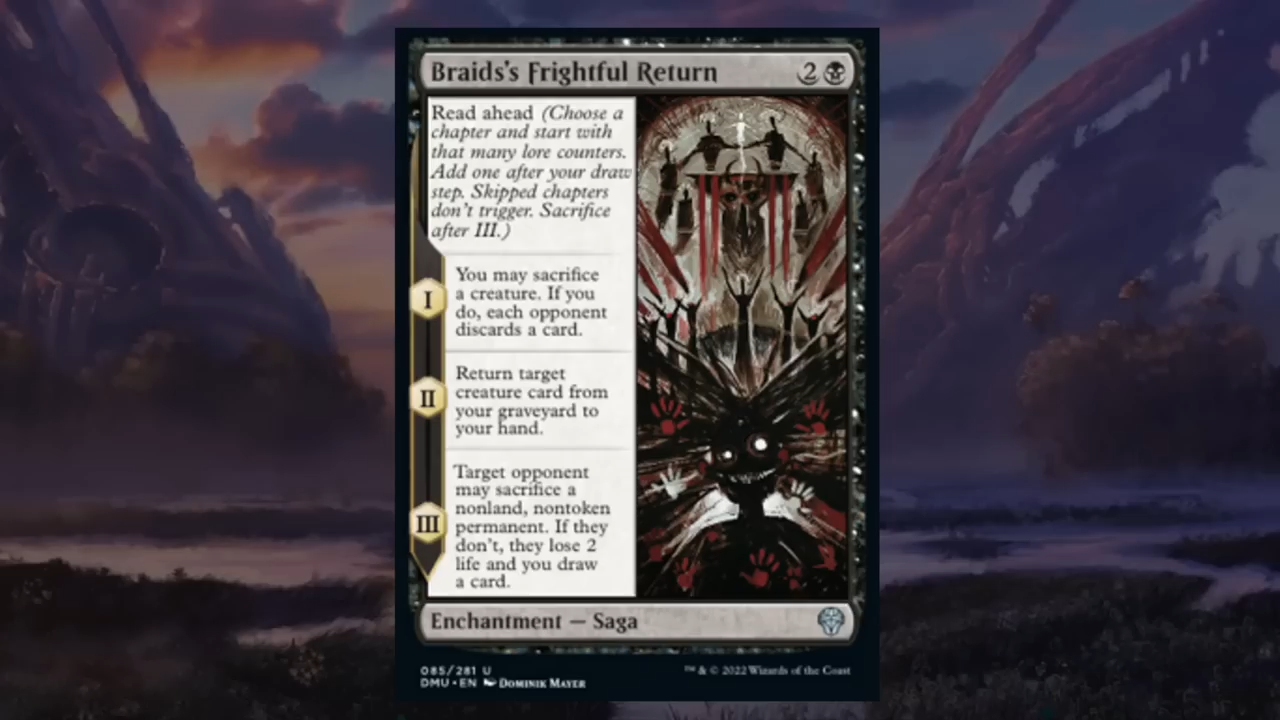 Braids's Frightful Return 2
Read ahead (Choose a
chapter and start with
that many lore counters.
Add one after your draw
step. Skipped chapters
don't trigger. Sacrifice
after III.)
I
You may sacrifice
a creature. If you
do, each opponent
discards a card.
II
Return target
creature card from
your graveyard to
your hand.
III
Target opponent
may sacrifice a
nonland, nontoken
permanent. If they
don't, they lose 2
life and you draw
a card.
Enchantment — Saga
085/281 U
DMU • EN Dominik Mayer
™ & © 2022 Wizards of the Coast